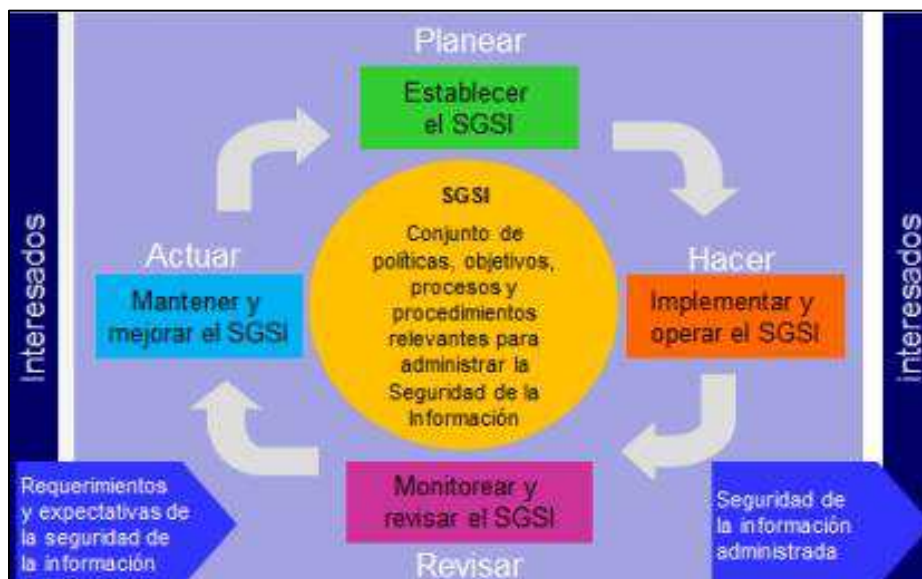 Planear
Establecer
el SGSI
SGSI
Conjunto de
políticas, objetivos,
procesos y
procedimientos
relevantes para
administrar la
Seguridad de la
Información
Actuar
Mantener y
mejorar el SGSI
Hacer
Implementar y
operar el SGSI
Monitorear y
revisar el SGSI
Revisar
Interesados
Interesados
Requerimientos
y expectativas de
la seguridad de
la información
Seguridad de
la información
administrada